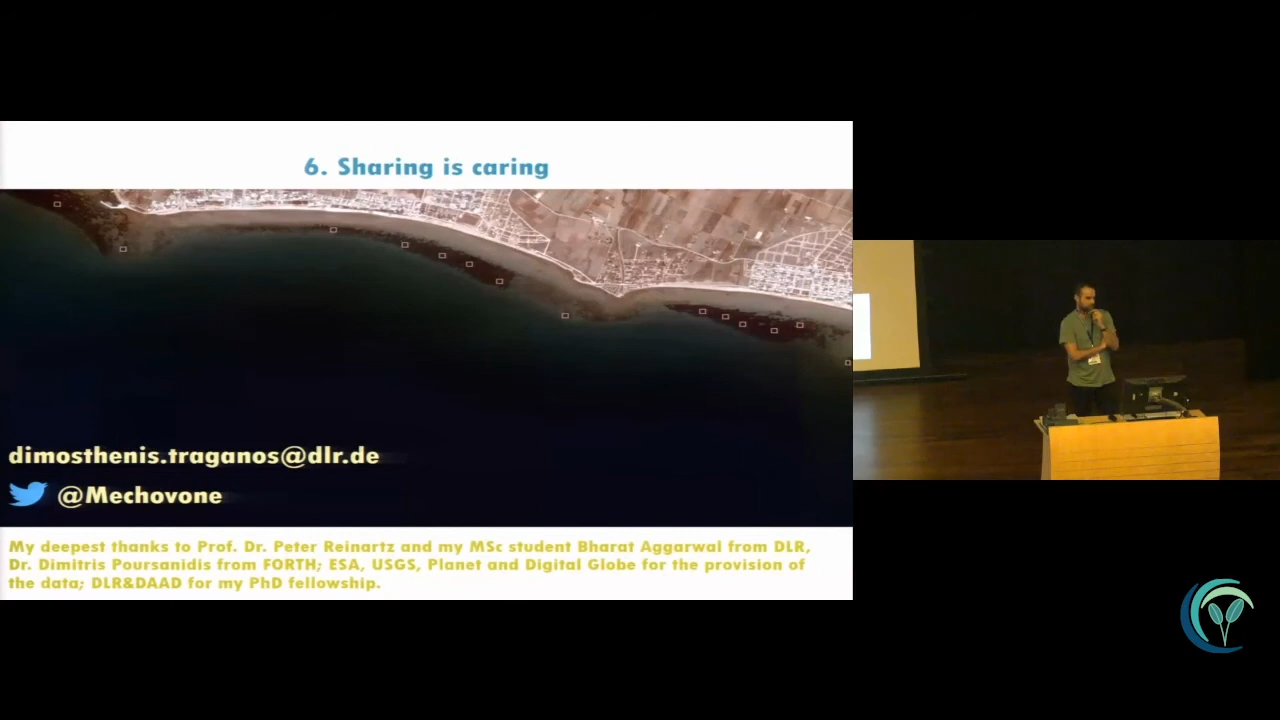 6. Sharing is caring
dimosthenis.traganos@dlr.de
@Mechovone
My deepest thanks to Prof. Dr. Peter Reinartz and my MSc student Bharat Aggarwal from DLR,
Dr. Dimitris Poursanidis from FORTH; ESA, USGS, Planet and Digital Globe for the provision of
the data; DLR&DAAD for my PhD fellowship.